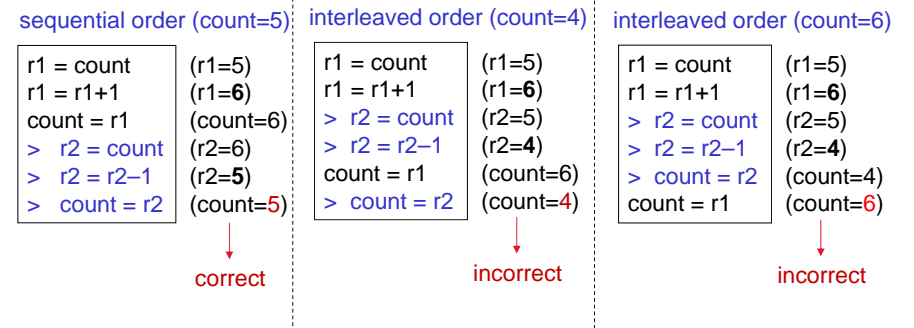 sequential order (count=5)
r1 = count (r1=5)
r1 = r1+1 (r1=6)
count = r1 (count=6)
> r2 = count (r2=6)
> r2 = r2–1 (r2=5)
> count = r2 (count=5)
correct
interleaved order (count=4)
r1 = count (r1=5)
r1 = r1+1 (r1=6)
> r2 = count (r2=5)
> r2 = r2–1 (r2=4)
count = r1 (count=6)
> count = r2 (count=4)
incorrect
interleaved order (count=6)
r1 = count (r1=5)
r1 = r1+1 (r1=6)
> r2 = count (r2=5)
> r2 = r2–1 (r2=4)
> count = r2 (count=4)
count = r1 (count=6)
incorrect